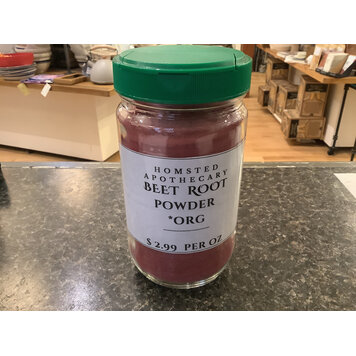 HOMSTED
APOTHECARY
BEET ROOT
POWDER
*ORG
$2.99 PER OZ